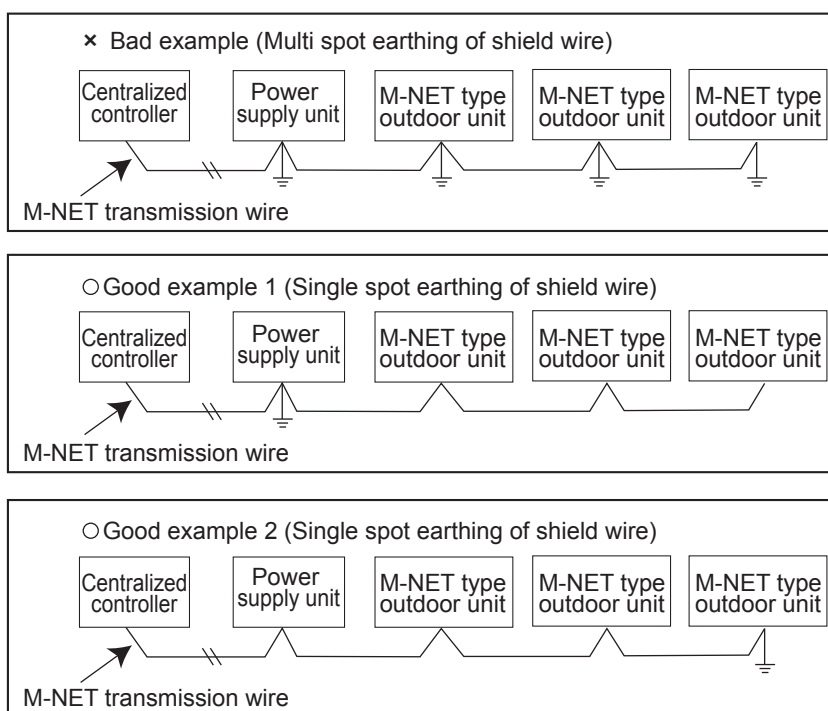 × Bad example (Multi spot earthing of shield wire)
Centralized
controller
Power
supply unit
M-NET type
outdoor unit
M-NET type
outdoor unit
M-NET type
outdoor unit
M-NET transmission wire
○Good example 1 (Single spot earthing of shield wire)
Centralized
controller
Power
supply unit
M-NET type
outdoor unit
M-NET type
outdoor unit
M-NET type
outdoor unit
M-NET transmission wire
○Good example 2 (Single spot earthing of shield wire)
Centralized
controller
Power
supply unit
M-NET type
outdoor unit
M-NET type
outdoor unit
M-NET type
outdoor unit
M-NET transmission wire